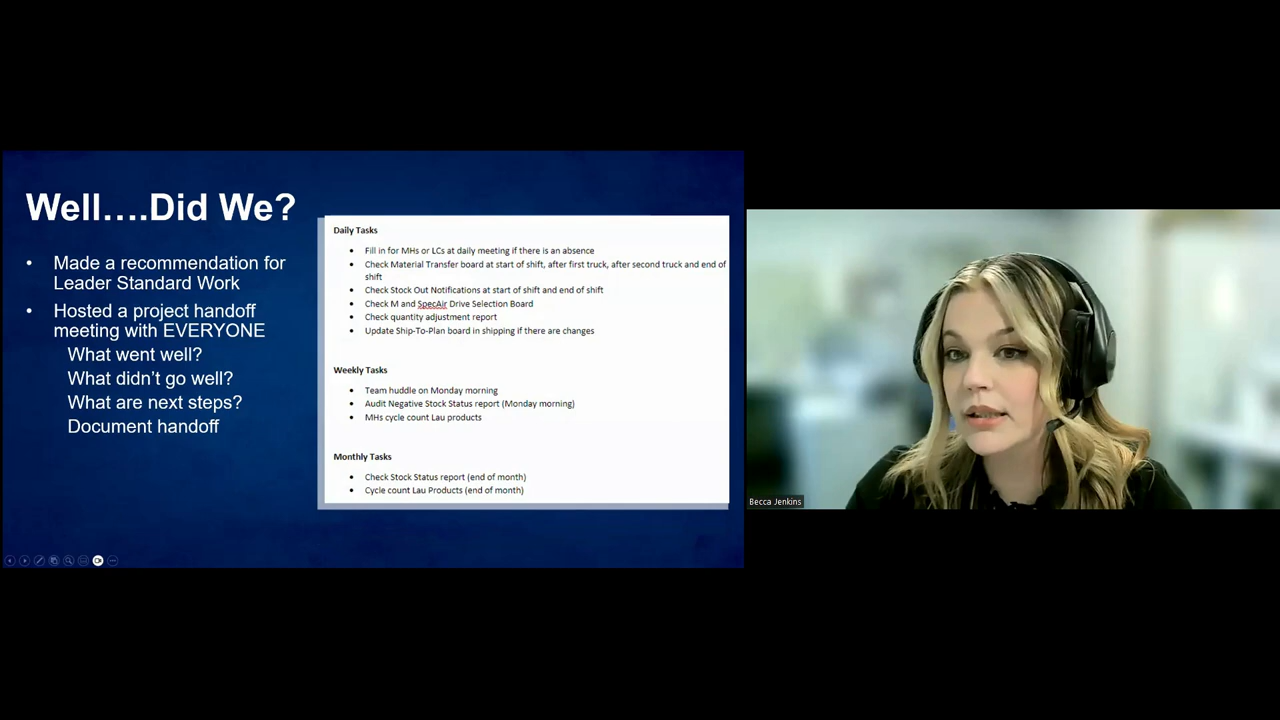 Well....Did We?
• Made a recommendation for
Leader Standard Work
• Hosted a project handoff
meeting with EVERYONE
What went well?
What didn't go well?
What are next steps?
Document handoff
Daily Tasks
• Fill in for MHs or LCs at daily meeting if there is an absence
• Check Material Transfer board at start of shift, after first truck, after second truck and end of
shift
• Check Stock Out Notifications at start of shift and end of shift
• Check M and SpecAir Drive Selection Board
• Check quantity adjustment report
• Update Ship-To-Plan board in shipping if there are changes
Weekly Tasks
• Team huddle on Monday morning
• Audit Negative Stock Status report (Monday morning)
• MHs cycle count Lau products
Monthly Tasks
• Check Stock Status report (end of month)
• Cycle count Lau Products (end of month)
Becca Jenkins